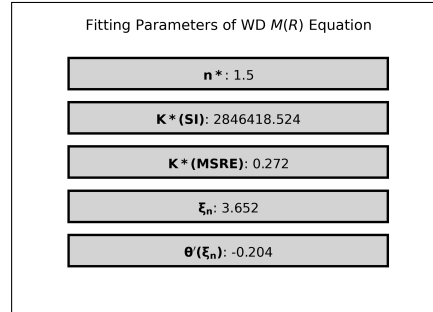 Fitting Parameters of WD M(R) Equation
n*: 1.5
K*(SI): 2846418.524
K*(MSRE): 0.272
ξₙ: 3.652
θ′(ξₙ): -0.204